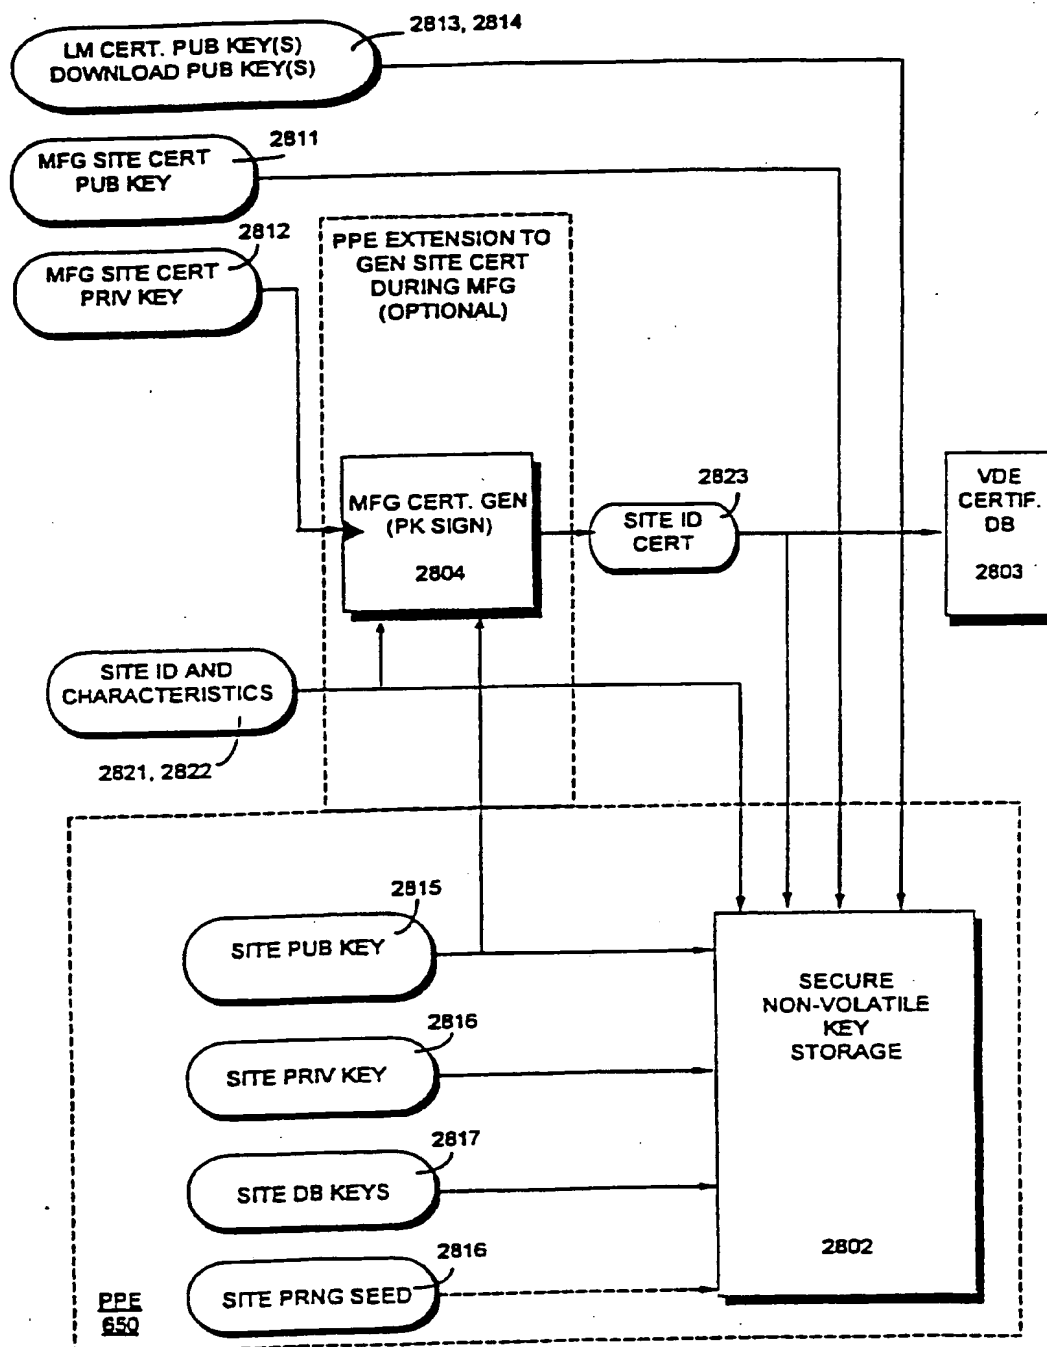 2813, 2814
LM CERT. PUB KEY(S)
DOWNLOAD PUB KEY(S)
2811
MFG SITE CERT
PUB KEY
2812
MFG SITE CERT
PRIV KEY
PPE EXTENSION TO
GEN SITE CERT
DURING MFG
(OPTIONAL)
MFG CERT. GEN
(PK SIGN)
2804
2823
SITE ID
CERT
VDE
CERTIF.
DB
2803
SITE ID AND
CHARACTERISTICS
2821, 2822
2815
SITE PUB KEY
2816
SITE PRIV KEY
2817
SITE DB KEYS
2816
SITE PRNG SEED
SECURE
NON-VOLATILE
KEY
STORAGE
2802
PPE
650